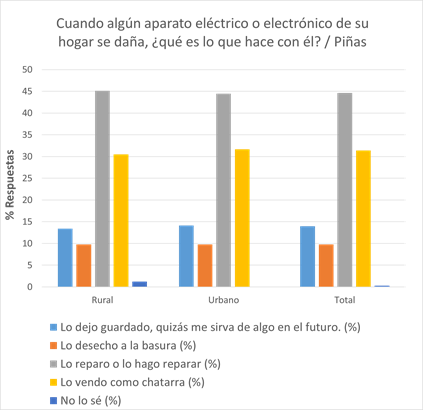 Cuando algún aparato eléctrico o electrónico de su
hogar se daña, ¿qué es lo que hace con él? / Piñas
% Respuestas
50
45
40
35
30
25
20
15
10
5
0
Rural
Urbano
Total
Lo dejo guardado, quizás me sirva de algo en el futuro. (%)
Lo desecho a la basura (%)
Lo reparo o lo hago reparar (%)
Lo vendo como chatarra (%)
No lo sé (%)